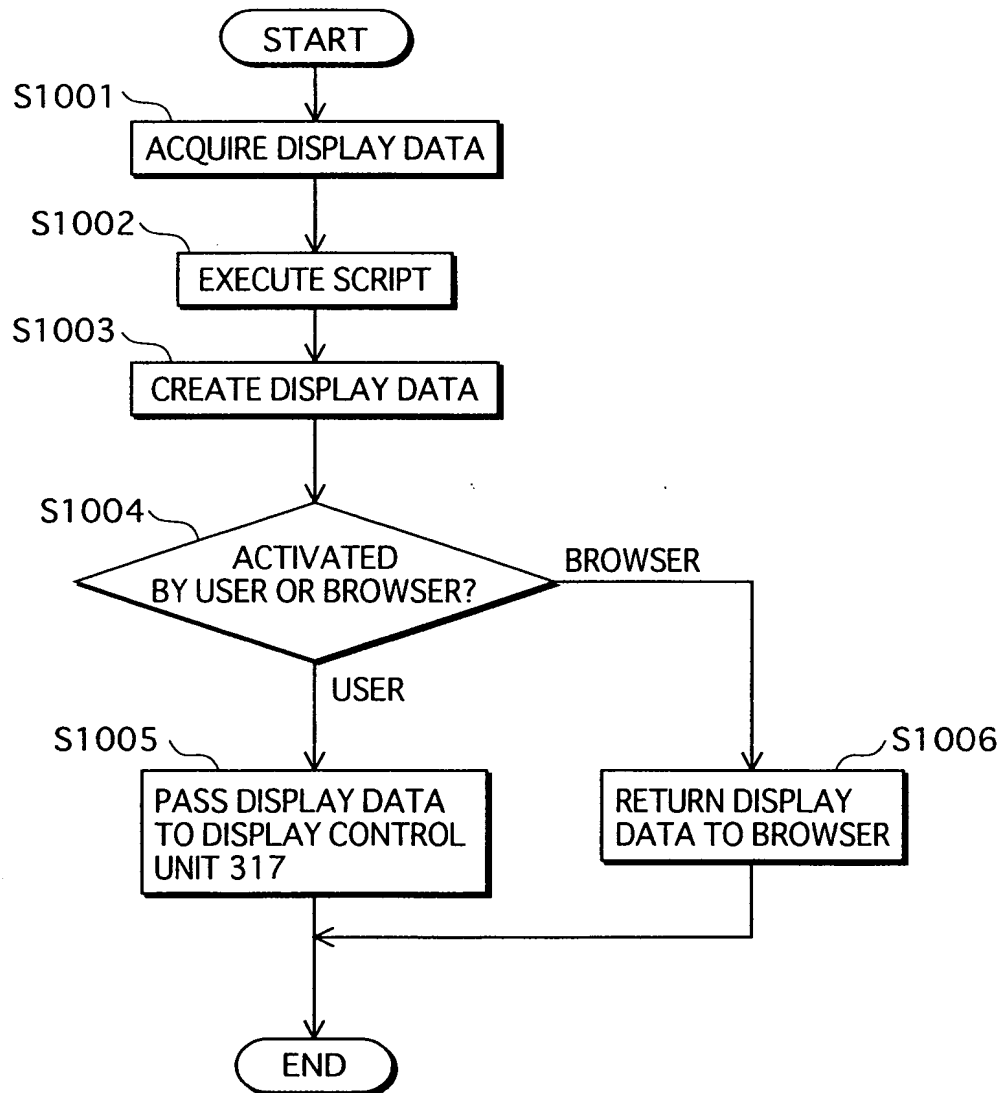 START
S1001
ACQUIRE DISPLAY DATA
S1002
EXECUTE SCRIPT
S1003
CREATE DISPLAY DATA
S1004
ACTIVATED
BY USER OR BROWSER?
BROWSER
USER
S1005
PASS DISPLAY DATA
TO DISPLAY CONTROL
UNIT 317
S1006
RETURN DISPLAY
DATA TO BROWSER
END